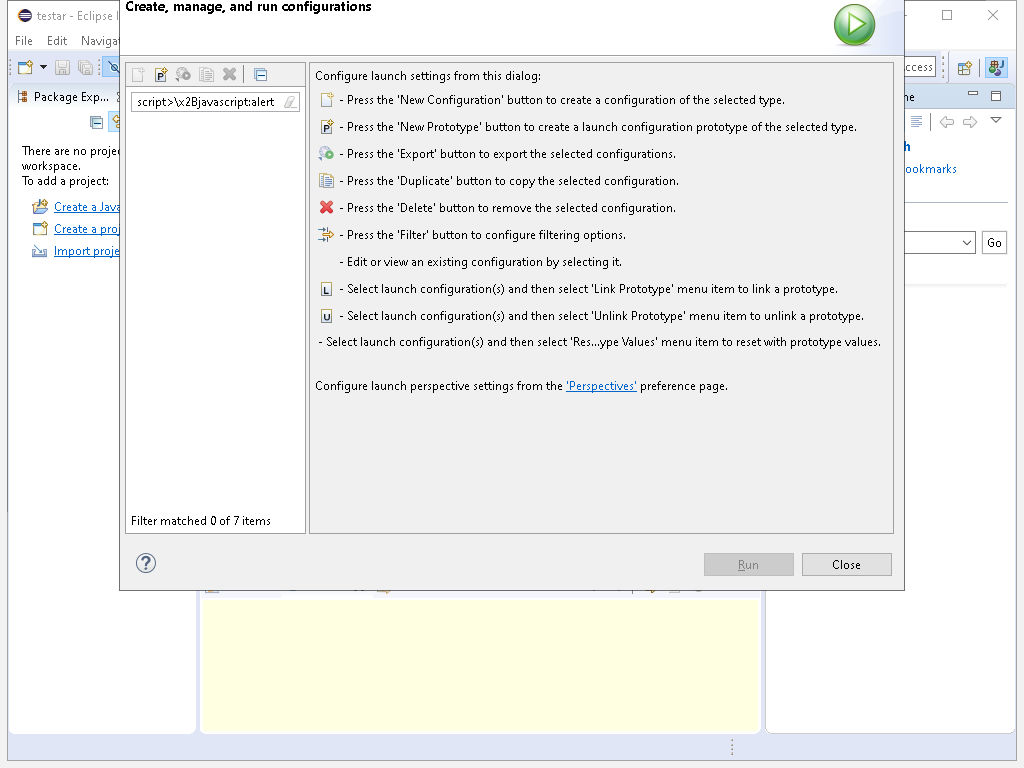 Create, manage, and run configurations
testar - Eclipse I
File Edit Naviga
ccess
Package Exp...
ne
script>\x2Bjavascript:alert
Configure launch settings from this dialog:
- Press the 'New Configuration' button to create a configuration of the selected type.
- Press the 'New Prototype' button to create a launch configuration prototype of the selected type.
- Press the 'Export' button to export the selected configurations.
- Press the 'Duplicate' button to copy the selected configuration.
- Press the 'Delete' button to remove the selected configuration.
- Press the 'Filter' button to configure filtering options.
- Edit or view an existing configuration by selecting it.
- Select launch configuration(s) and then select 'Link Prototype' menu item to link a prototype.
- Select launch configuration(s) and then select 'Unlink Prototype' menu item to unlink a prototype.
- Select launch configuration(s) and then select 'Res...ype Values' menu item to reset with prototype values.
Configure launch perspective settings from the 'Perspectives' preference page.
There are no proje
workspace.
To add a project:
Create a Java
Create a proj
Import proje
h
ookmarks
Go
Filter matched 0 of 7 items
Run
Close